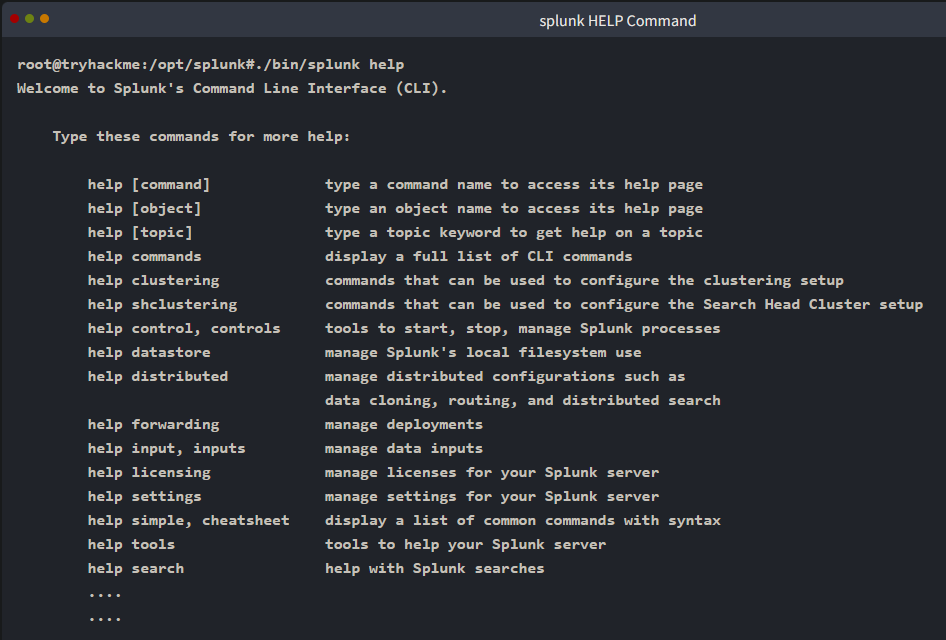 splunk HELP Command
root@tryhackme:/opt/splunk#./bin/splunk help
Welcome to Splunk's Command Line Interface (CLI).
Type these commands for more help:
help [command] type a command name to access its help page
help [object] type an object name to access its help page
help [topic] type a topic keyword to get help on a topic
help commands display a full list of CLI commands
help clustering commands that can be used to configure the clustering setup
help shclustering commands that can be used to configure the Search Head Cluster setup
help control, controls tools to start, stop, manage Splunk processes
help datastore manage Splunk's local filesystem use
help distributed manage distributed configurations such as
data cloning, routing, and distributed search
help forwarding manage deployments
help input, inputs manage data inputs
help licensing manage licenses for your Splunk server
help settings manage settings for your Splunk server
help simple, cheatsheet display a list of common commands with syntax
help tools tools to help your Splunk server
help search help with Splunk searches
....
....